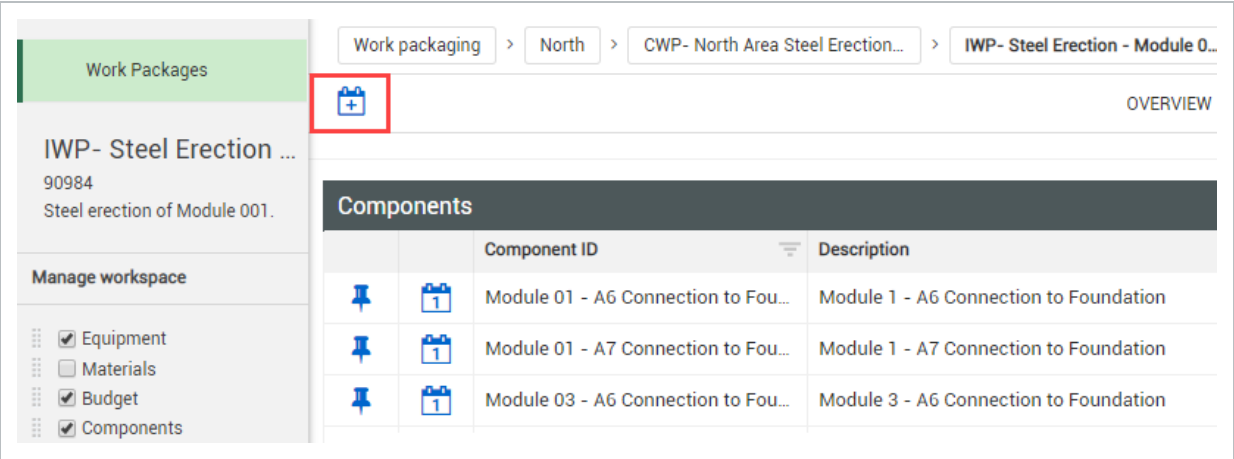 Work Packages
IWP- Steel Erection ...
90984
Steel erection of Module 001.
Manage workspace
Equipment
Materials
Budget
Components
Work packaging > North > CWP- North Area Steel Erection... > IWP- Steel Erection - Module 0...
OVERVIEW
Components
Component ID Description
1 Module 01 - A6 Connection to Fou... Module 1 - A6 Connection to Foundation
1 Module 01 - A7 Connection to Fou... Module 1 - A7 Connection to Foundation
1 Module 03 - A6 Connection to Fou... Module 3 - A6 Connection to Foundation